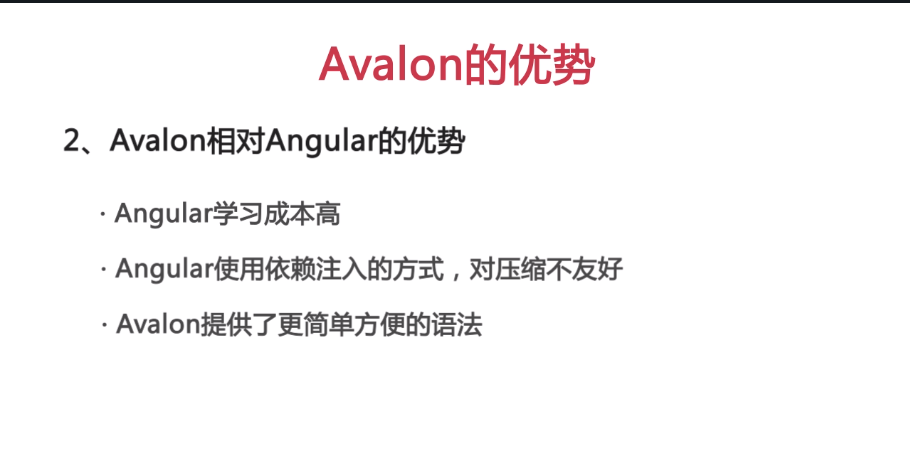 Avalon的优势
2、Avalon相对Angular的优势
· Angular学习成本高
· Angular使用依赖注入的方式，对压缩不友好
· Avalon提供了更简单方便的语法